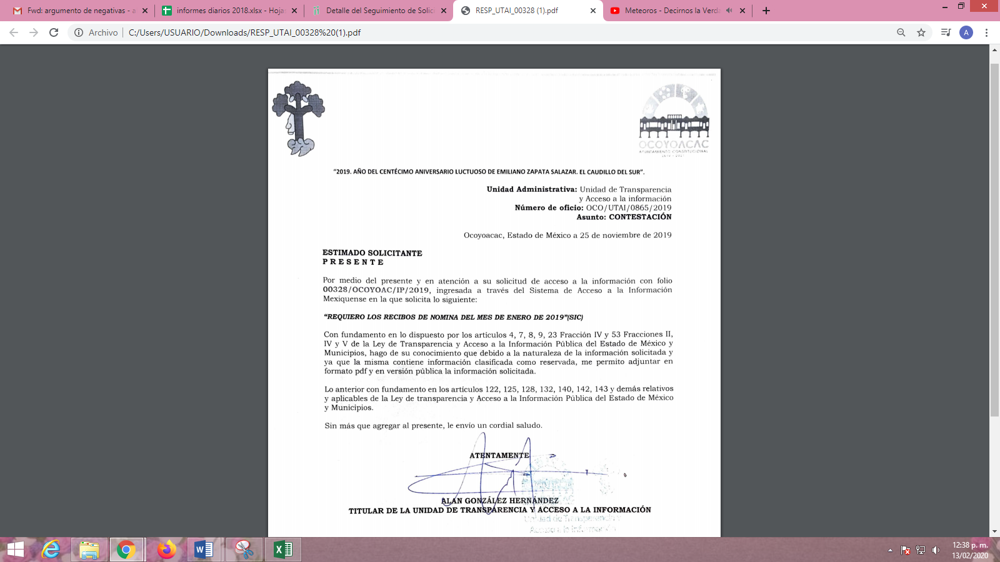 Fwd: argumento de negativas - a
informes diarios 2018.xlsx - Hoja
Detalle del Seguimiento de Solici
RESP_UTAI_00328 (1).pdf
Meteoros - Decirnos la Verda
Archivo
C:/Users/USUARIO/Downloads/RESP_UTAI_00328%20(1).pdf
A
OCOYOACAC
AYUNTAMIENTO CONSTITUCIONAL
"2019. AÑO DEL CENTÉCIMO ANIVERSARIO LUCTUOSO DE EMILIANO ZAPATA SALAZAR. EL CAUDILLO DEL SUR".
Unidad Administrativa: Unidad de Transparencia
y Acceso a la información
Número de oficio: OCO/UTAI/0865/2019
Asunto: CONTESTACIÓN
Ocoyoacac, Estado de México a 25 de noviembre de 2019
ESTIMADO SOLICITANTE
P R E S E N T E
Por medio del presente y en atención a su solicitud de acceso a la información con folio
00328/OCOYOAC/IP/2019, ingresada a través del Sistema de Acceso a la Información
Mexiquense en la que solicita lo siguiente:
"REQUIERO LOS RECIBOS DE NOMINA DEL MES DE ENERO DE 2019"(SIC)
Con fundamento en lo dispuesto por los artículos 4, 7, 8, 9, 23 Fracción IV y 53 Fracciones II,
IV y V de la Ley de Transparencia y Acceso a la Información Pública del Estado de México y
Municipios, hago de su conocimiento que debido a la naturaleza de la información solicitada y
ya que la misma contiene información clasificada como reservada, me permito adjuntar en
formato pdf y en versión pública la información solicitada.
Lo anterior con fundamento en los artículos 122, 125, 128, 132, 140, 142, 143 y demás relativos
y aplicables de la Ley de transparencia y Acceso a la Información Pública del Estado de México
y Municipios.
Sin más que agregar al presente, le envío un cordial saludo.
ATENTAMENTE
ALAN GONZÁLEZ HERNÁNDEZ
TITULAR DE LA UNIDAD DE TRANSPARENCIA Y ACCESO A LA INFORMACIÓN
Unidad de Transparencia y
Acceso a la Información
12:38 p. m.
13/02/2020